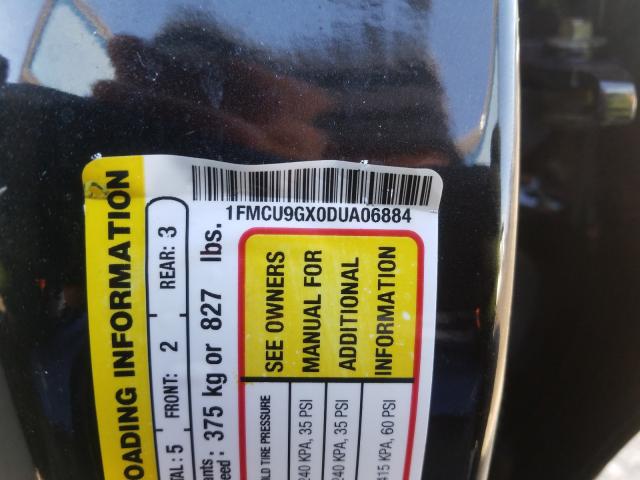 1FMCU9GX0DUA06884
OADING INFORMATION
TAL: 5 FRONT: 2 REAR: 3
ants: 375 kg or 827 lbs.
eed:
SEE OWNERS
MANUAL FOR
ADDITIONAL
INFORMATION
LD TIRE PRESSURE
240 KPA, 35 PSI
240 KPA, 35 PSI
415 KPA, 60 PSI